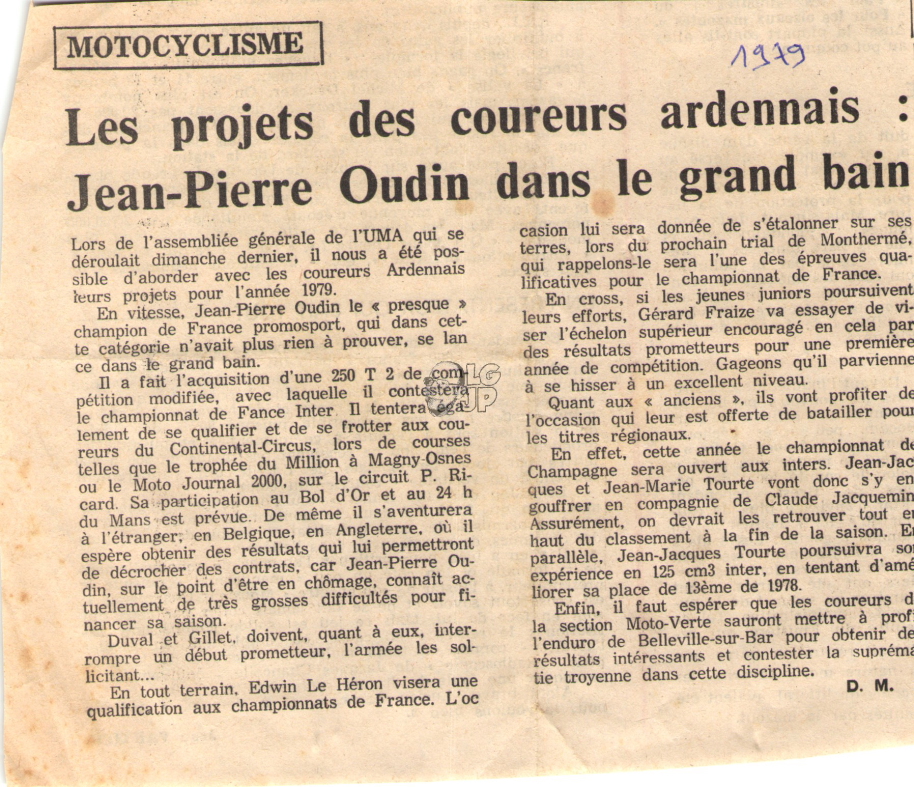 MOTOCYCLISME
1979
Les projets des coureurs ardennais :
Jean-Pierre Oudin dans le grand bain
Lors de l'assembliée générale de l'UMA qui se
déroulait dimanche dernier, il nous a été pos-
sible d'aborder avec les coureurs Ardennais
leurs projets pour l'année 1979.
En vitesse, Jean-Pierre Oudin le « presque »
champion de France promosport, qui dans cet-
te catégorie n'avait plus rien à prouver, se lan
ce dans le grand bain.
Il a fait l'acquisition d'une 250 T 2 de com-
pétition modifiée, avec laquelle il contestera
le championnat de Fance Inter. Il tentera éga-
lement de se qualifier et de se frotter aux cou-
reurs du Continental-Circus, lors de courses
telles que le trophée du Million à Magny-Osnes
ou le Moto Journal 2000, sur le circuit P. Ri-
card. Sa participation au Bol d'Or et au 24 h
du Mans est prévue. De même il s'aventurera
à l'étranger, en Belgique, en Angleterre, où il
espère obtenir des résultats qui lui permettront
de décrocher des contrats, car Jean-Pierre Ou-
din, sur le point d'être en chômage, connaît ac-
tuellement de très grosses difficultés pour fi-
nancer sa saison.
Duval et Gillet, doivent, quant à eux, inter-
rompre un début prometteur, l'armée les sol-
licitant...
En tout terrain, Edwin Le Héron visera une
qualification aux championnats de France. L'oc
casion lui sera donnée de s'étalonner sur ses
terres, lors du prochain trial de Monthermé,
qui rappelons-le sera l'une des épreuves qua-
lificatives pour le championnat de France.
En cross, si les jeunes juniors poursuivent
leurs efforts, Gérard Fraize va essayer de vi-
ser l'échelon supérieur encouragé en cela par
des résultats prometteurs pour une première
année de compétition. Gageons qu'il parvienne
à se hisser à un excellent niveau.
Quant aux « anciens », ils vont profiter de
l'occasion qui leur est offerte de batailler pour
les titres régionaux.
En effet, cette année le championnat de
Champagne sera ouvert aux inters. Jean-Jac
ques et Jean-Marie Tourte vont donc s'y en
gouffrer en compagnie de Claude Jacquemin
Assurément, on devrait les retrouver tout en
haut du classement à la fin de la saison. En
parallèle, Jean-Jacques Tourte poursuivra son
expérience en 125 cm3 inter, en tentant d'amé
liorer sa place de 13ème de 1978.
Enfin, il faut espérer que les coureurs d
la section Moto-Verte sauront mettre à prof
l'enduro de Belleville-sur-Bar pour obtenir de
résultats intéressants et contester la supréma
tie troyenne dans cette discipline.
D. M.
LG
JP